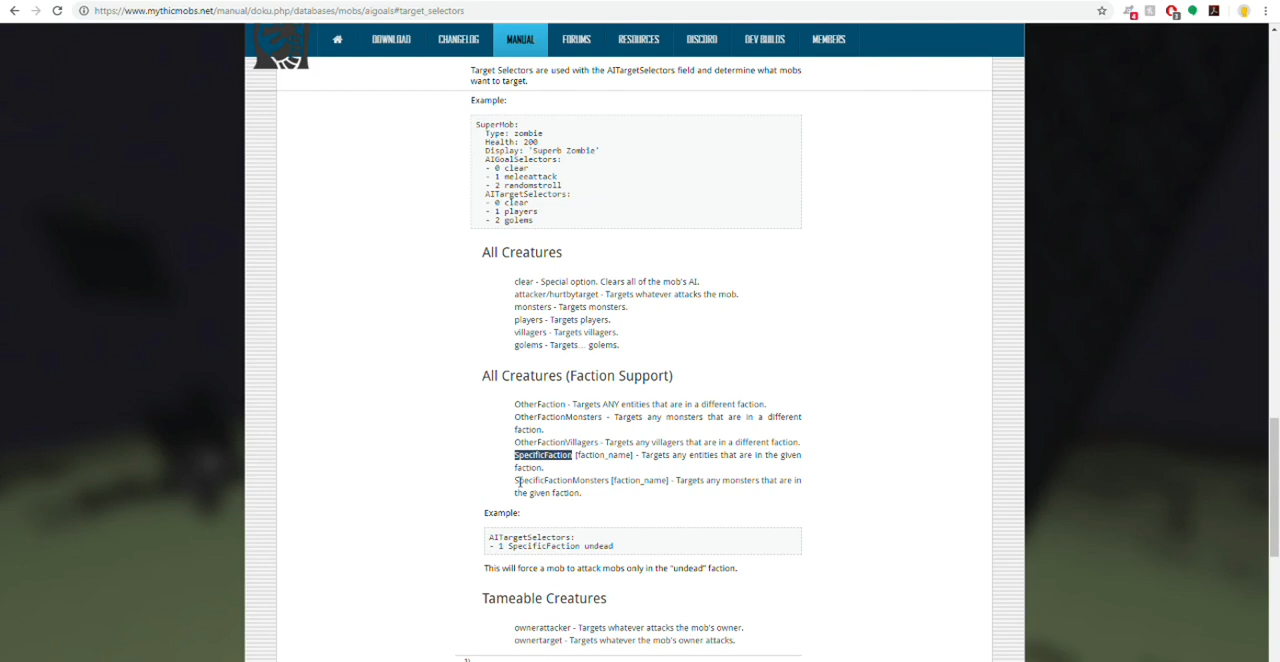 https://www.mythicmobs.net/manual/doku.php/databases/mobs/aigoals#target_selectors
DOWNLOAD CHANGELOG MANUAL FORUMS RESOURCES DISCORD DEV BUILDS MEMBERS
Target Selectors are used with the AITargetSelectors field and determine what mobs
want to target.
Example:
SuperMob:
Type: zombie
Health: 200
Display: 'Superb Zombie'
AIGoalSelectors:
- 0 clear
- 1 meleeattack
- 2 randomstroll
AITargetSelectors:
- 0 clear
- 1 players
- 2 golems
All Creatures
clear - Special option. Clears all of the mob's AI.
attacker/hurtbytarget - Targets whatever attacks the mob.
monsters - Targets monsters.
players - Targets players.
villagers - Targets villagers.
golems - Targets... golems.
All Creatures (Faction Support)
OtherFaction - Targets ANY entities that are in a different faction.
OtherFactionMonsters - Targets any monsters that are in a different
faction.
OtherFactionVillagers - Targets any villagers that are in a different faction.
SpecificFaction [faction_name] - Targets any entities that are in the given
faction.
SpecificFactionMonsters [faction_name] - Targets any monsters that are in
the given faction.
Example:
AITargetSelectors:
- 1 SpecificFaction undead
This will force a mob to attack mobs only in the "undead" faction.
Tameable Creatures
ownerattacker - Targets whatever attacks the mob's owner.
ownertarget - Targets whatever the mob's owner attacks.